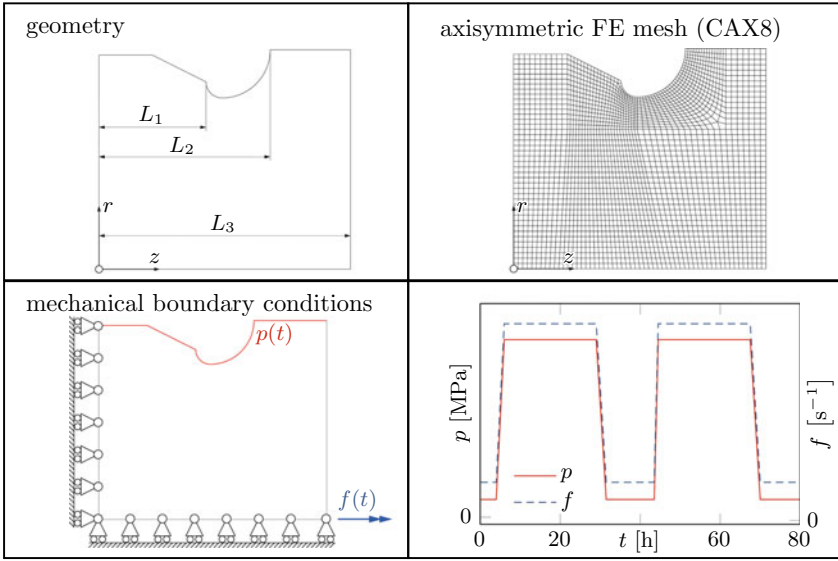 geometry
L₁
L₂
L₃
r
z
axisymmetric FE mesh (CAX8)
r
z
mechanical boundary conditions
p(t)
f(t)
p [MPa]
0
p
f
0 20 40 60 80
t [h]
f [s⁻¹]
0